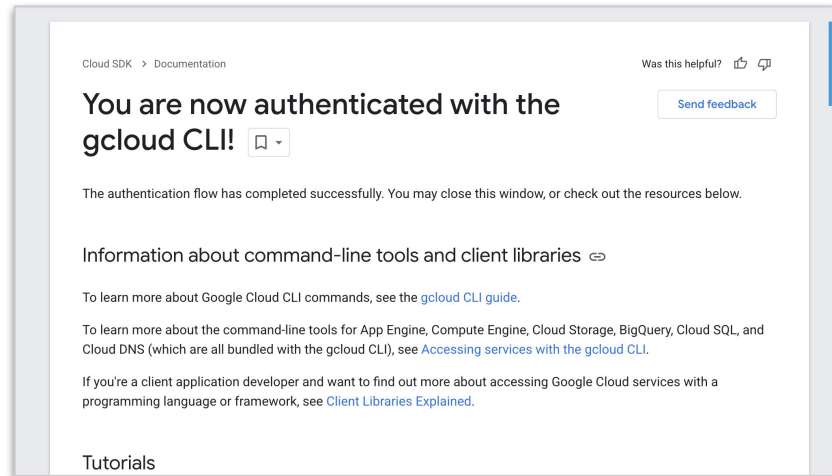 Cloud SDK > Documentation
Was this helpful?
You are now authenticated with the
gcloud CLI!
Send feedback
The authentication flow has completed successfully. You may close this window, or check out the resources below.
Information about command-line tools and client libraries
To learn more about Google Cloud CLI commands, see the gcloud CLI guide.
To learn more about the command-line tools for App Engine, Compute Engine, Cloud Storage, BigQuery, Cloud SQL, and
Cloud DNS (which are all bundled with the gcloud CLI), see Accessing services with the gcloud CLI.
If you're a client application developer and want to find out more about accessing Google Cloud services with a
programming language or framework, see Client Libraries Explained.
Tutorials